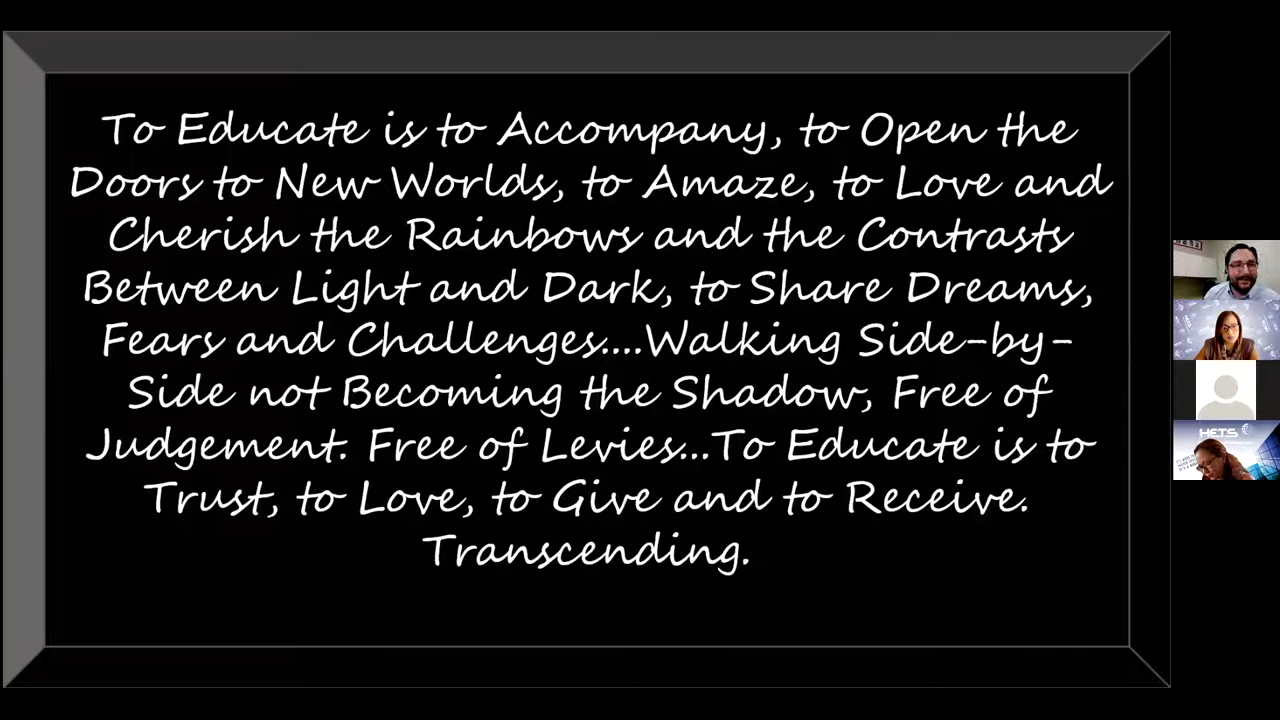 To Educate is to Accompany, to Open the
Doors to New Worlds, to Amaze, to Love and
Cherish the Rainbows and the Contrasts
Between Light and Dark, to Share Dreams,
Fears and Challenges....Walking Side-by-
Side not Becoming the Shadow, Free of
Judgement. Free of Levies...To Educate is to
Trust, to Love, to Give and to Receive.
Transcending.
HETS